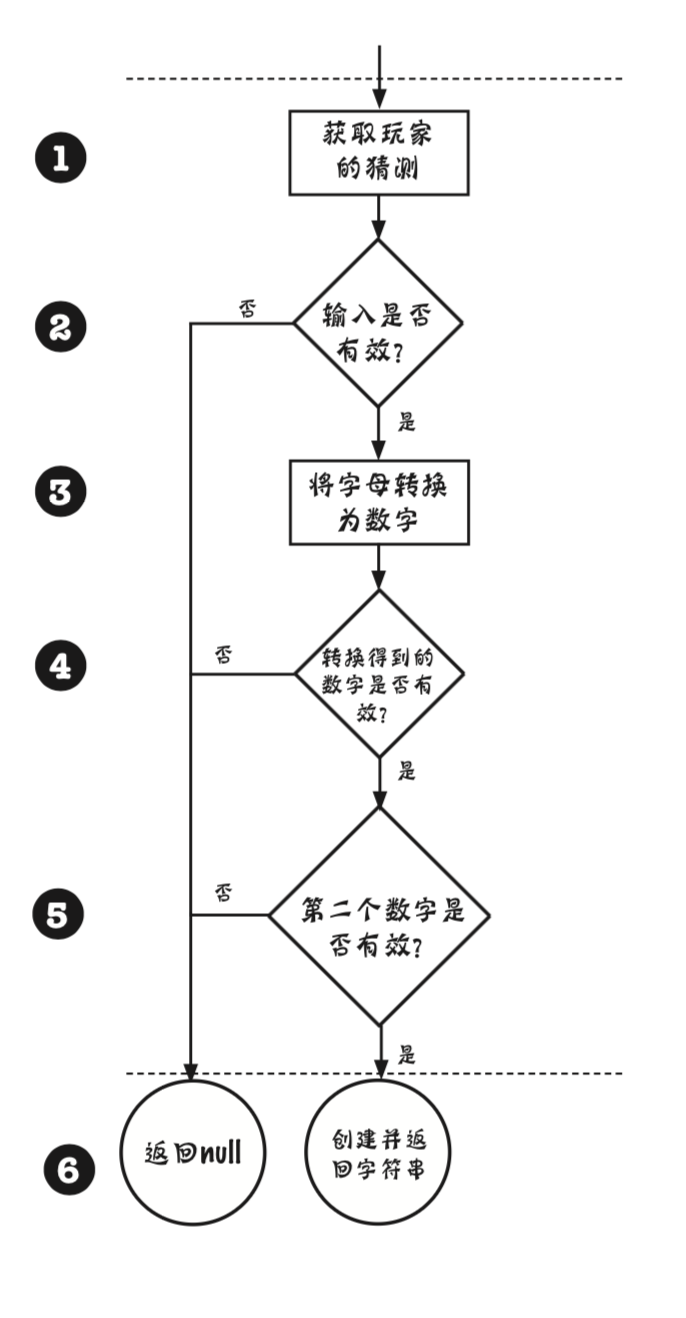 1
获取玩家
的猜测
2
否
输入是否
有效?
是
3
将字母转换
为数字
4
否
转换得到的
数字是否有
效?
是
5
否
第二个数字是
否有效?
是
6
返回null
创建并返
回字符串